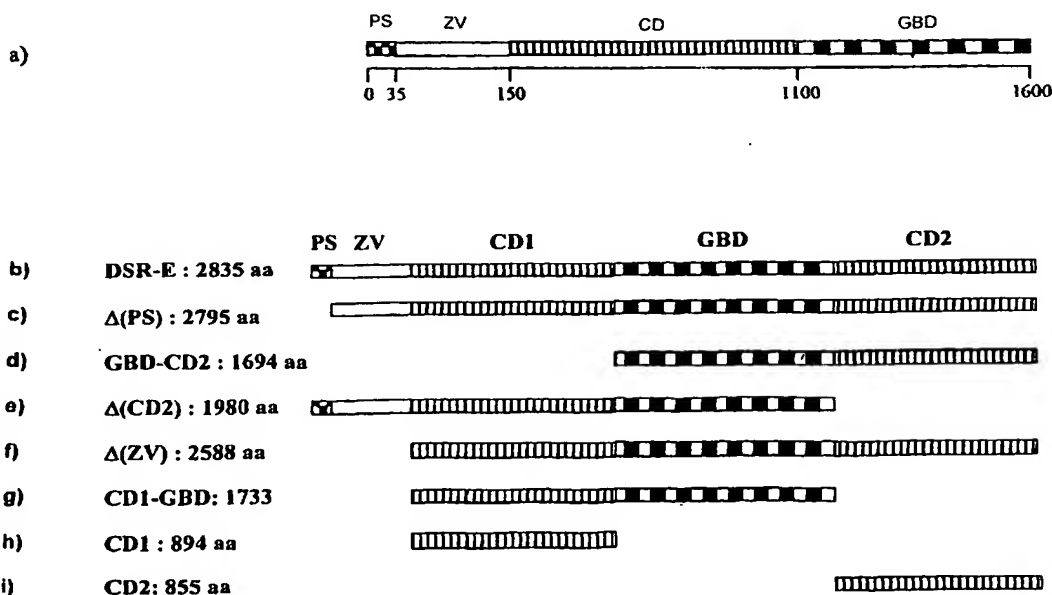 PS ZV CD GBD
a)
0 35 150 1100 1600
PS ZV CD1 GBD CD2
b) DSR-E : 2835 aa
c) Δ(PS) : 2795 aa
d) GBD-CD2 : 1694 aa
e) Δ(CD2) : 1980 aa
f) Δ(ZV) : 2588 aa
g) CD1-GBD: 1733
h) CD1 : 894 aa
i) CD2: 855 aa